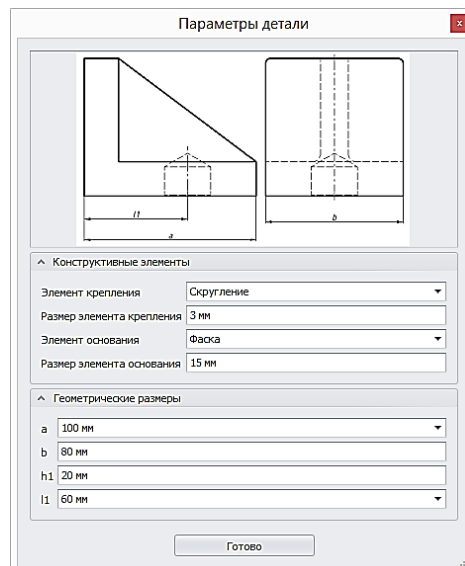 Параметры детали
x
l1
a
b
Конструктивные элементы
Элемент крепления Скругление
Размер элемента крепления 3 мм
Элемент основания Фаска
Размер элемента основания 15 мм
Геометрические размеры
a 100 мм
b 80 мм
h1 20 мм
l1 60 мм
Готово